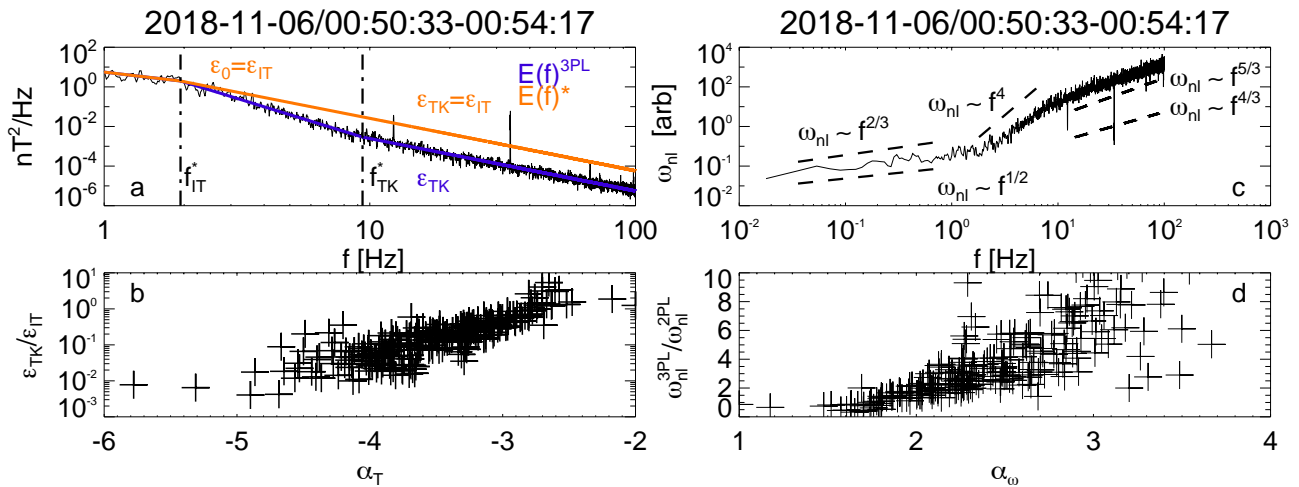 2018-11-06/00:50:33-00:54:17
nT²/Hz
10²
10⁰
10⁻²
10⁻⁴
10⁻⁶
ε₀=ε_IT
ε_TK=ε_IT
E(f)³ᴾᴸ
E(f)*
a
f*_IT
f*_TK
ε_TK
1
10
100
f [Hz]
2018-11-06/00:50:33-00:54:17
ω_nl [arb]
10⁴
10²
10⁰
10⁻¹
10⁻²
ω_nl ~ f^2/3
ω_nl ~ f⁴
ω_nl ~ f^5/3
ω_nl ~ f^4/3
ω_nl ~ f^1/2
c
10⁻²
10⁻¹
10⁰
10¹
10²
10³
f [Hz]
ε_TK/ε_IT
10⁰
10⁻¹
10⁻²
10⁻³
b
-6
-5
-4
-3
-2
α_T
ω_nl^3PL/ω_nl^2PL
10
8
6
4
2
0
d
1
2
3
4
α_ω